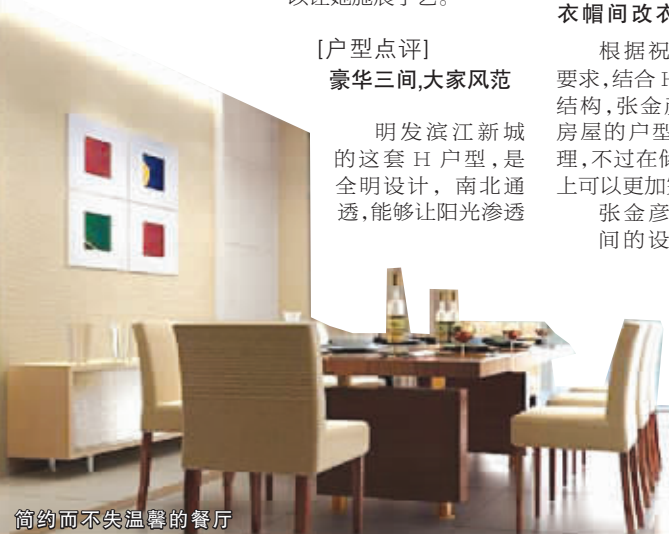 [户型点评]
豪华三间,大家风范
明发滨江新城
的这套 H 户型,是
全明设计，南北通
透,能够让阳光渗透
衣帽间改衣
根据祝
要求,结合 H
结构,张金彦
房屋的户型
理,不过在储
上可以更加
张金彦
间的设
简约而不失温馨的餐厅